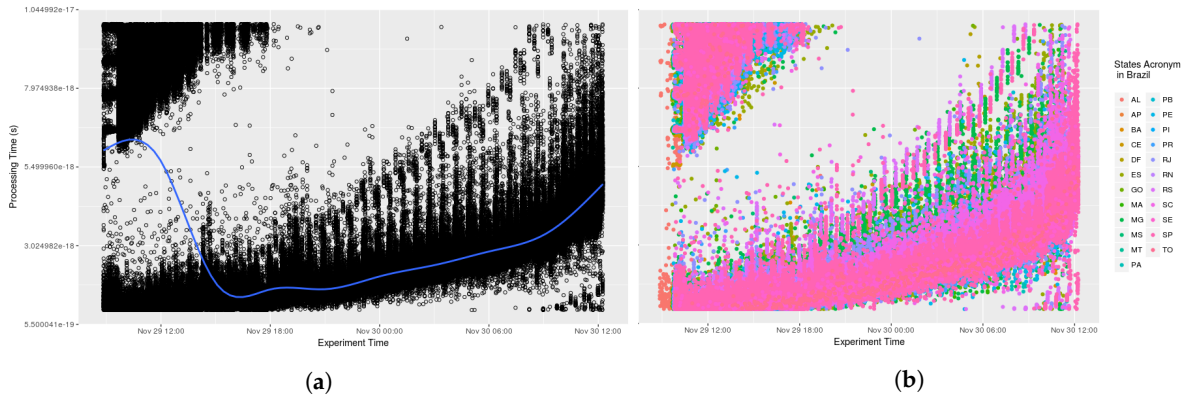 1.044992e-17
7.974938e-18
5.499960e-18
3.024982e-18
5.500041e-19
Processing Time (s)
Nov 29 12:00
Nov 29 18:00
Nov 30 00:00
Nov 30 06:00
Nov 30 12:00
Experiment Time
(a)
Nov 29 12:00
Nov 29 18:00
Nov 30 00:00
Nov 30 06:00
Nov 30 12:00
Experiment Time
(b)
States Acronym
in Brazil
AL
AP
BA
CE
DF
ES
GO
MA
MG
MS
MT
PA
PB
PE
PI
PR
RJ
RN
RS
SC
SE
SP
TO